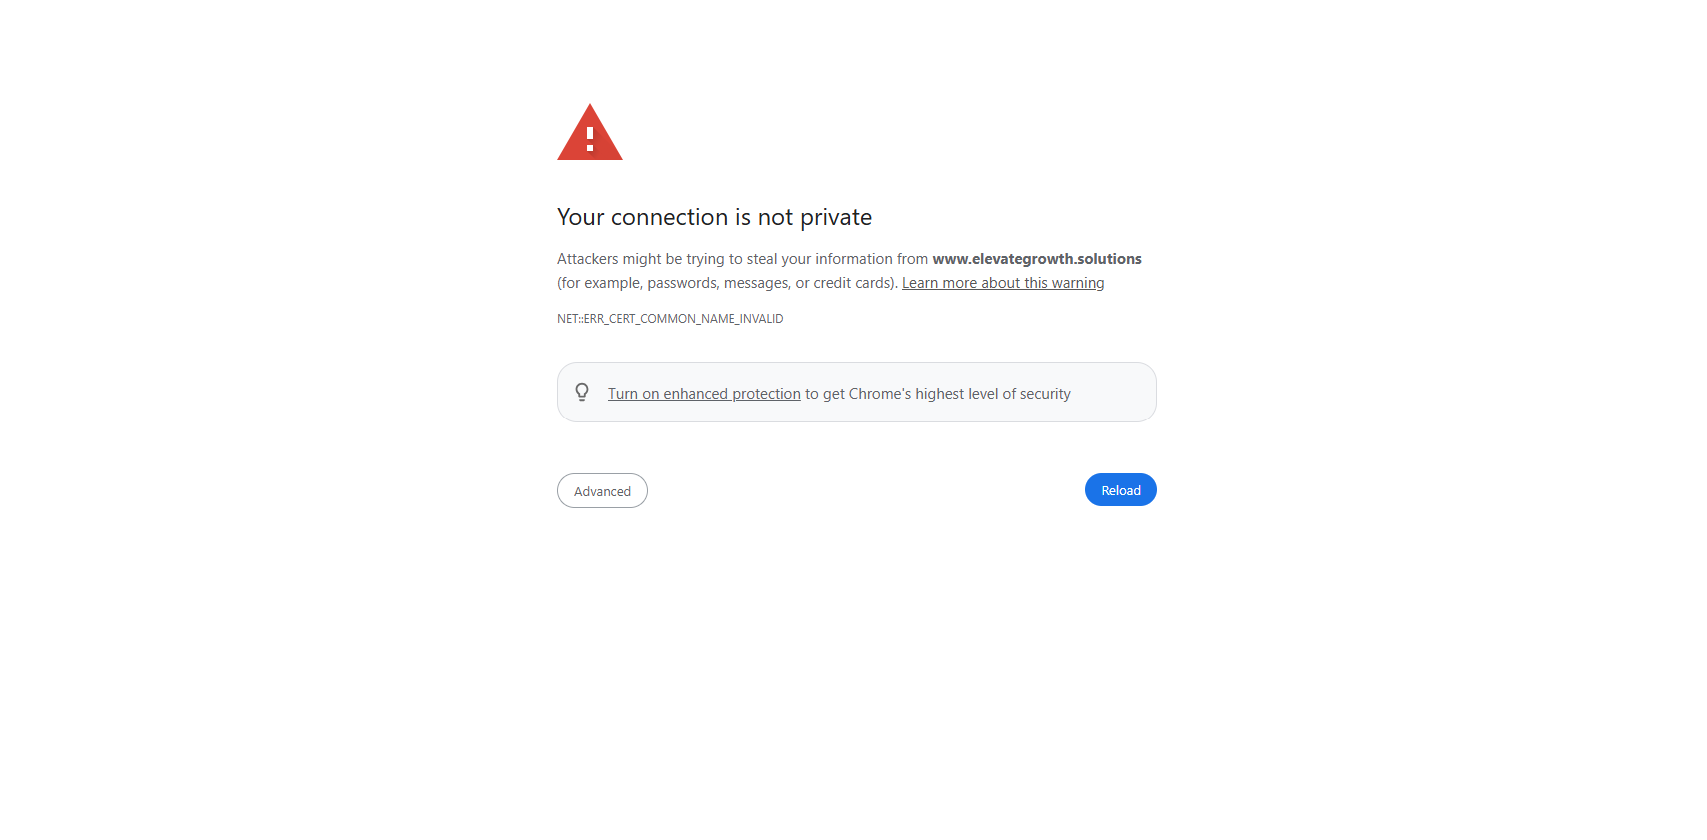 Your connection is not private
Attackers might be trying to steal your information from www.elevategrowth.solutions
(for example, passwords, messages, or credit cards). Learn more about this warning
NET::ERR_CERT_COMMON_NAME_INVALID
Turn on enhanced protection to get Chrome's highest level of security
Advanced
Reload